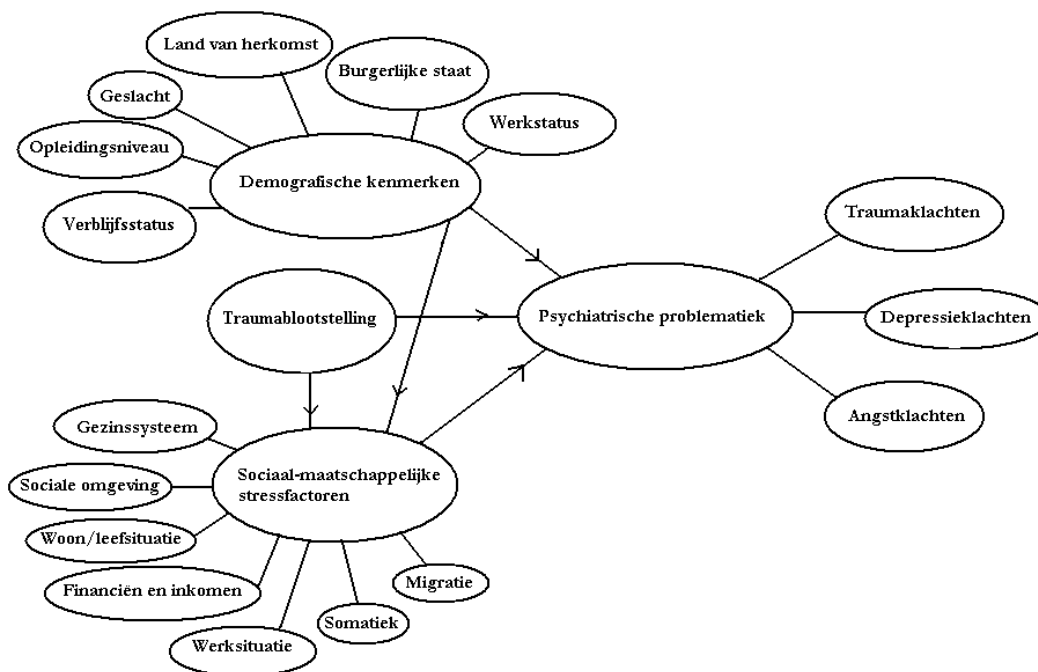 Land van herkomst
Burgerlijke staat
Geslacht
Werkstatus
Opleidingsniveau
Demografische kenmerken
Verblijfsstatus
Traumaklachten
Traumablootstelling
Psychiatrische problematiek
Depressieklachten
Angstklachten
Gezinssysteem
Sociaal-maatschappelijke
stressfactoren
Sociale omgeving
Woon/leefsituatie
Financiën en inkomen
Migratie
Somatiek
Werksituatie